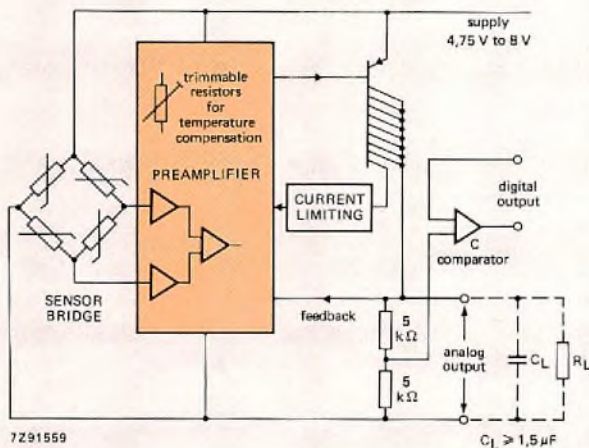 supply
4,75 V to 8 V
trimmable
resistors
for
temperature
compensation
PREAMPLIFIER
CURRENT
LIMITING
digital
output
C
comparator
SENSOR
BRIDGE
feedback
5
kΩ
analog
output
5
kΩ
CL
RL
7Z91559
CL ⩾ 1,5 µF